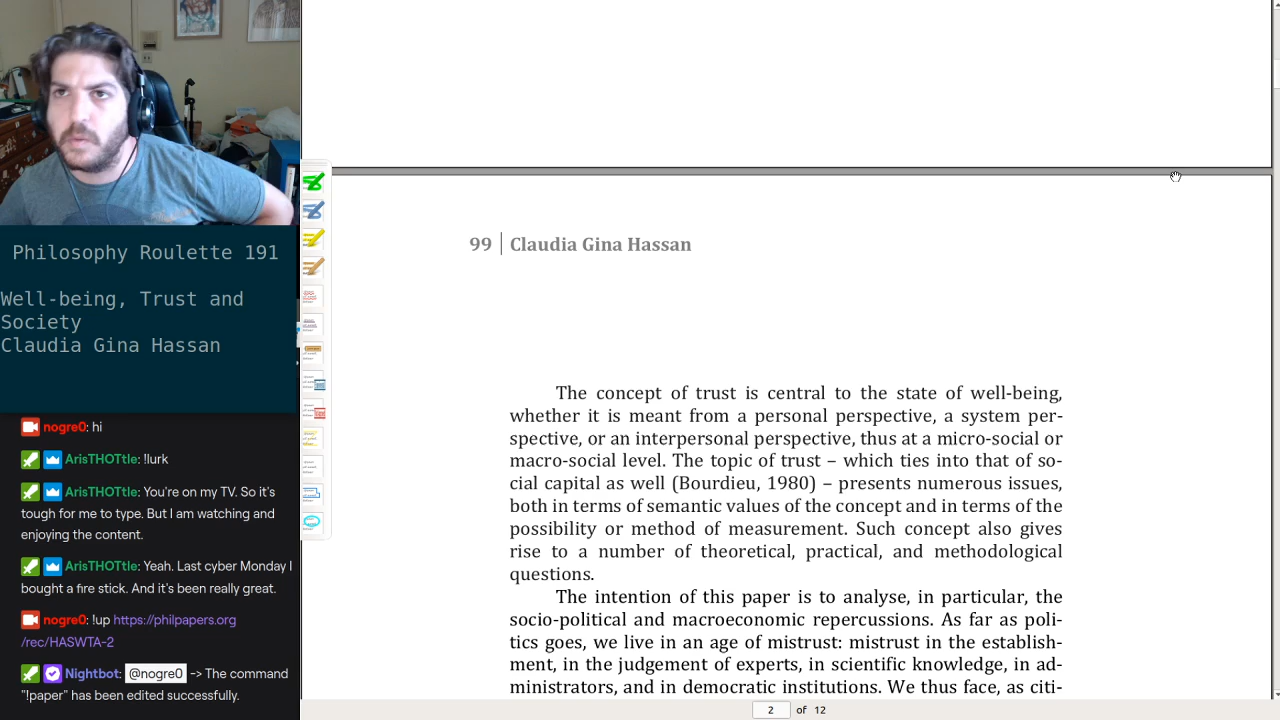 Philosophy Roulette 191
Well-being, Trust and
Society
Claudia Gina Hassan
nogre0: hi
ArisTHOTtle: !lurk
ArisTHOTtle: You're on my TV. So it's
tough for me to type. But I am watching and
enjoying the content.
ArisTHOTtle: Yeah. Last cyber Monday I
bought a fire stick. And it's been really great.
nogre0: !up https://philpapers.org
/rec/HASWTA-2
Nightbot: @nogre0 -> The command
"!paper" has been edited successfully.
99 | Claudia Gina Hassan
The concept of trust is central to the state of well-being,
whether it is meant from a personal perspective, a system per-
spective, or an interpersonal perspective, thus at a microsocial or
macrosocial level. The topic of trust – which ties into that of so-
cial capital as well (Bourdieu, 1980) – presents numerous issues,
both in terms of semantic values of the concept and in terms of the
possibility or method of measurement. Such concept also gives
rise to a number of theoretical, practical, and methodological
questions.
The intention of this paper is to analyse, in particular, the
socio-political and macroeconomic repercussions. As far as poli-
tics goes, we live in an age of mistrust: mistrust in the establish-
ment, in the judgement of experts, in scientific knowledge, in ad-
ministrators, and in democratic institutions. We thus face, as citi-
2 of 12